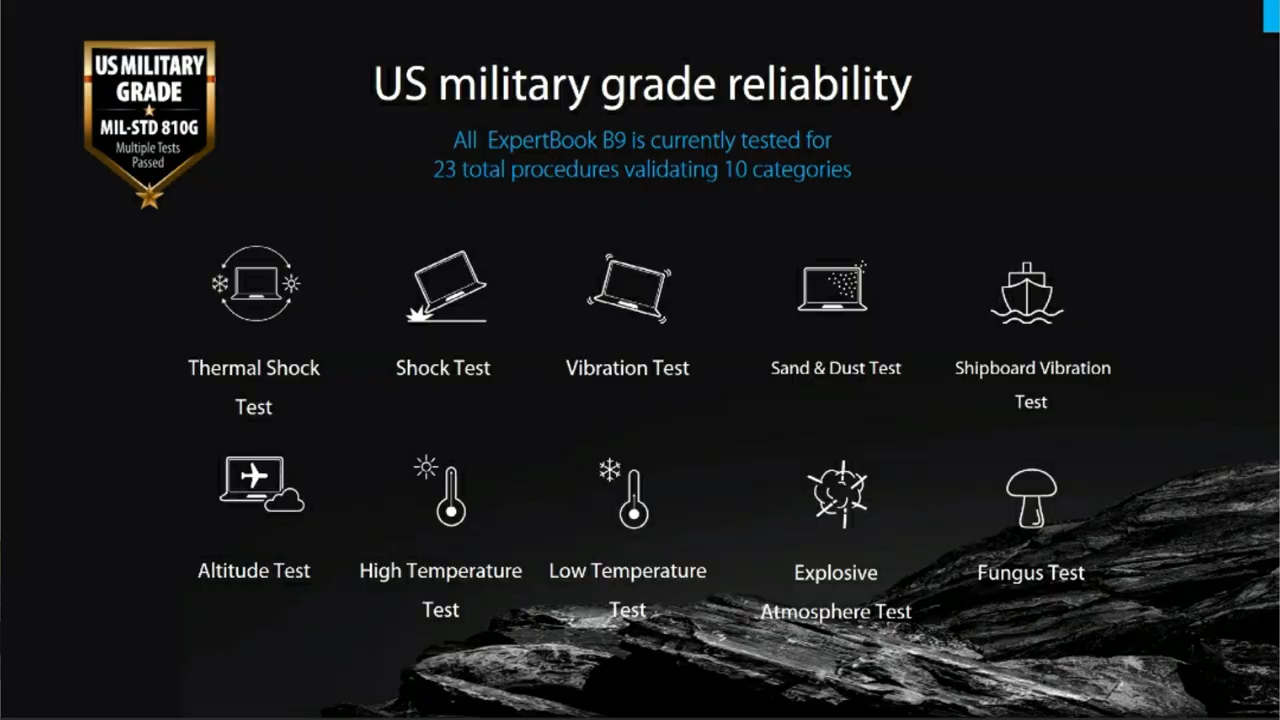 US MILITARY
GRADE
MIL-STD 810G
Multiple Tests
Passed
US military grade reliability
All ExpertBook B9 is currently tested for
23 total procedures validating 10 categories
Thermal Shock
Test
Shock Test
Vibration Test
Sand & Dust Test
Shipboard Vibration
Test
Altitude Test
High Temperature
Test
Low Temperature
Test
Explosive
Atmosphere Test
Fungus Test